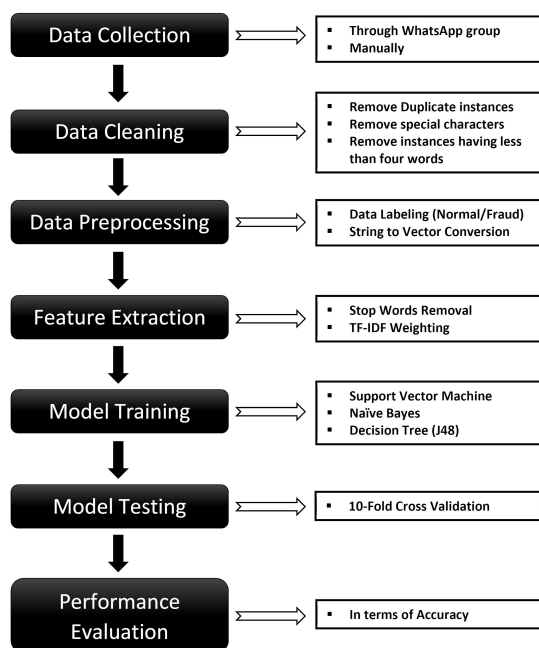 Data Collection
▪ Through WhatsApp group
▪ Manually
Data Cleaning
▪ Remove Duplicate instances
▪ Remove special characters
▪ Remove instances having less
than four words
Data Preprocessing
▪ Data Labeling (Normal/Fraud)
▪ String to Vector Conversion
Feature Extraction
▪ Stop Words Removal
▪ TF-IDF Weighting
Model Training
▪ Support Vector Machine
▪ Naïve Bayes
▪ Decision Tree (J48)
Model Testing
▪ 10-Fold Cross Validation
Performance
Evaluation
▪ In terms of Accuracy